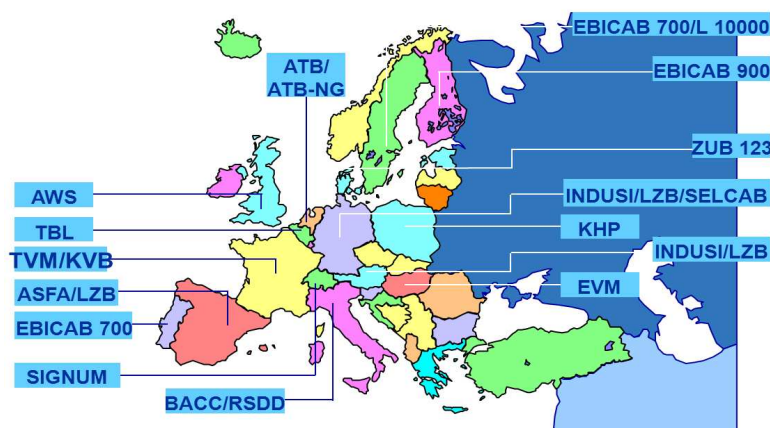 EBICAB 700/L 10000
ATB/
ATB-NG
EBICAB 900
ZUB 123
AWS
INDUSI/LZB/SELCAB
TBL
KHP
TVM/KVB
INDUSI/LZB
ASFA/LZB
EVM
EBICAB 700
SIGNUM
BACC/RSDD